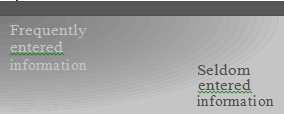 Frequently
entered
information
Seldom
entered
information